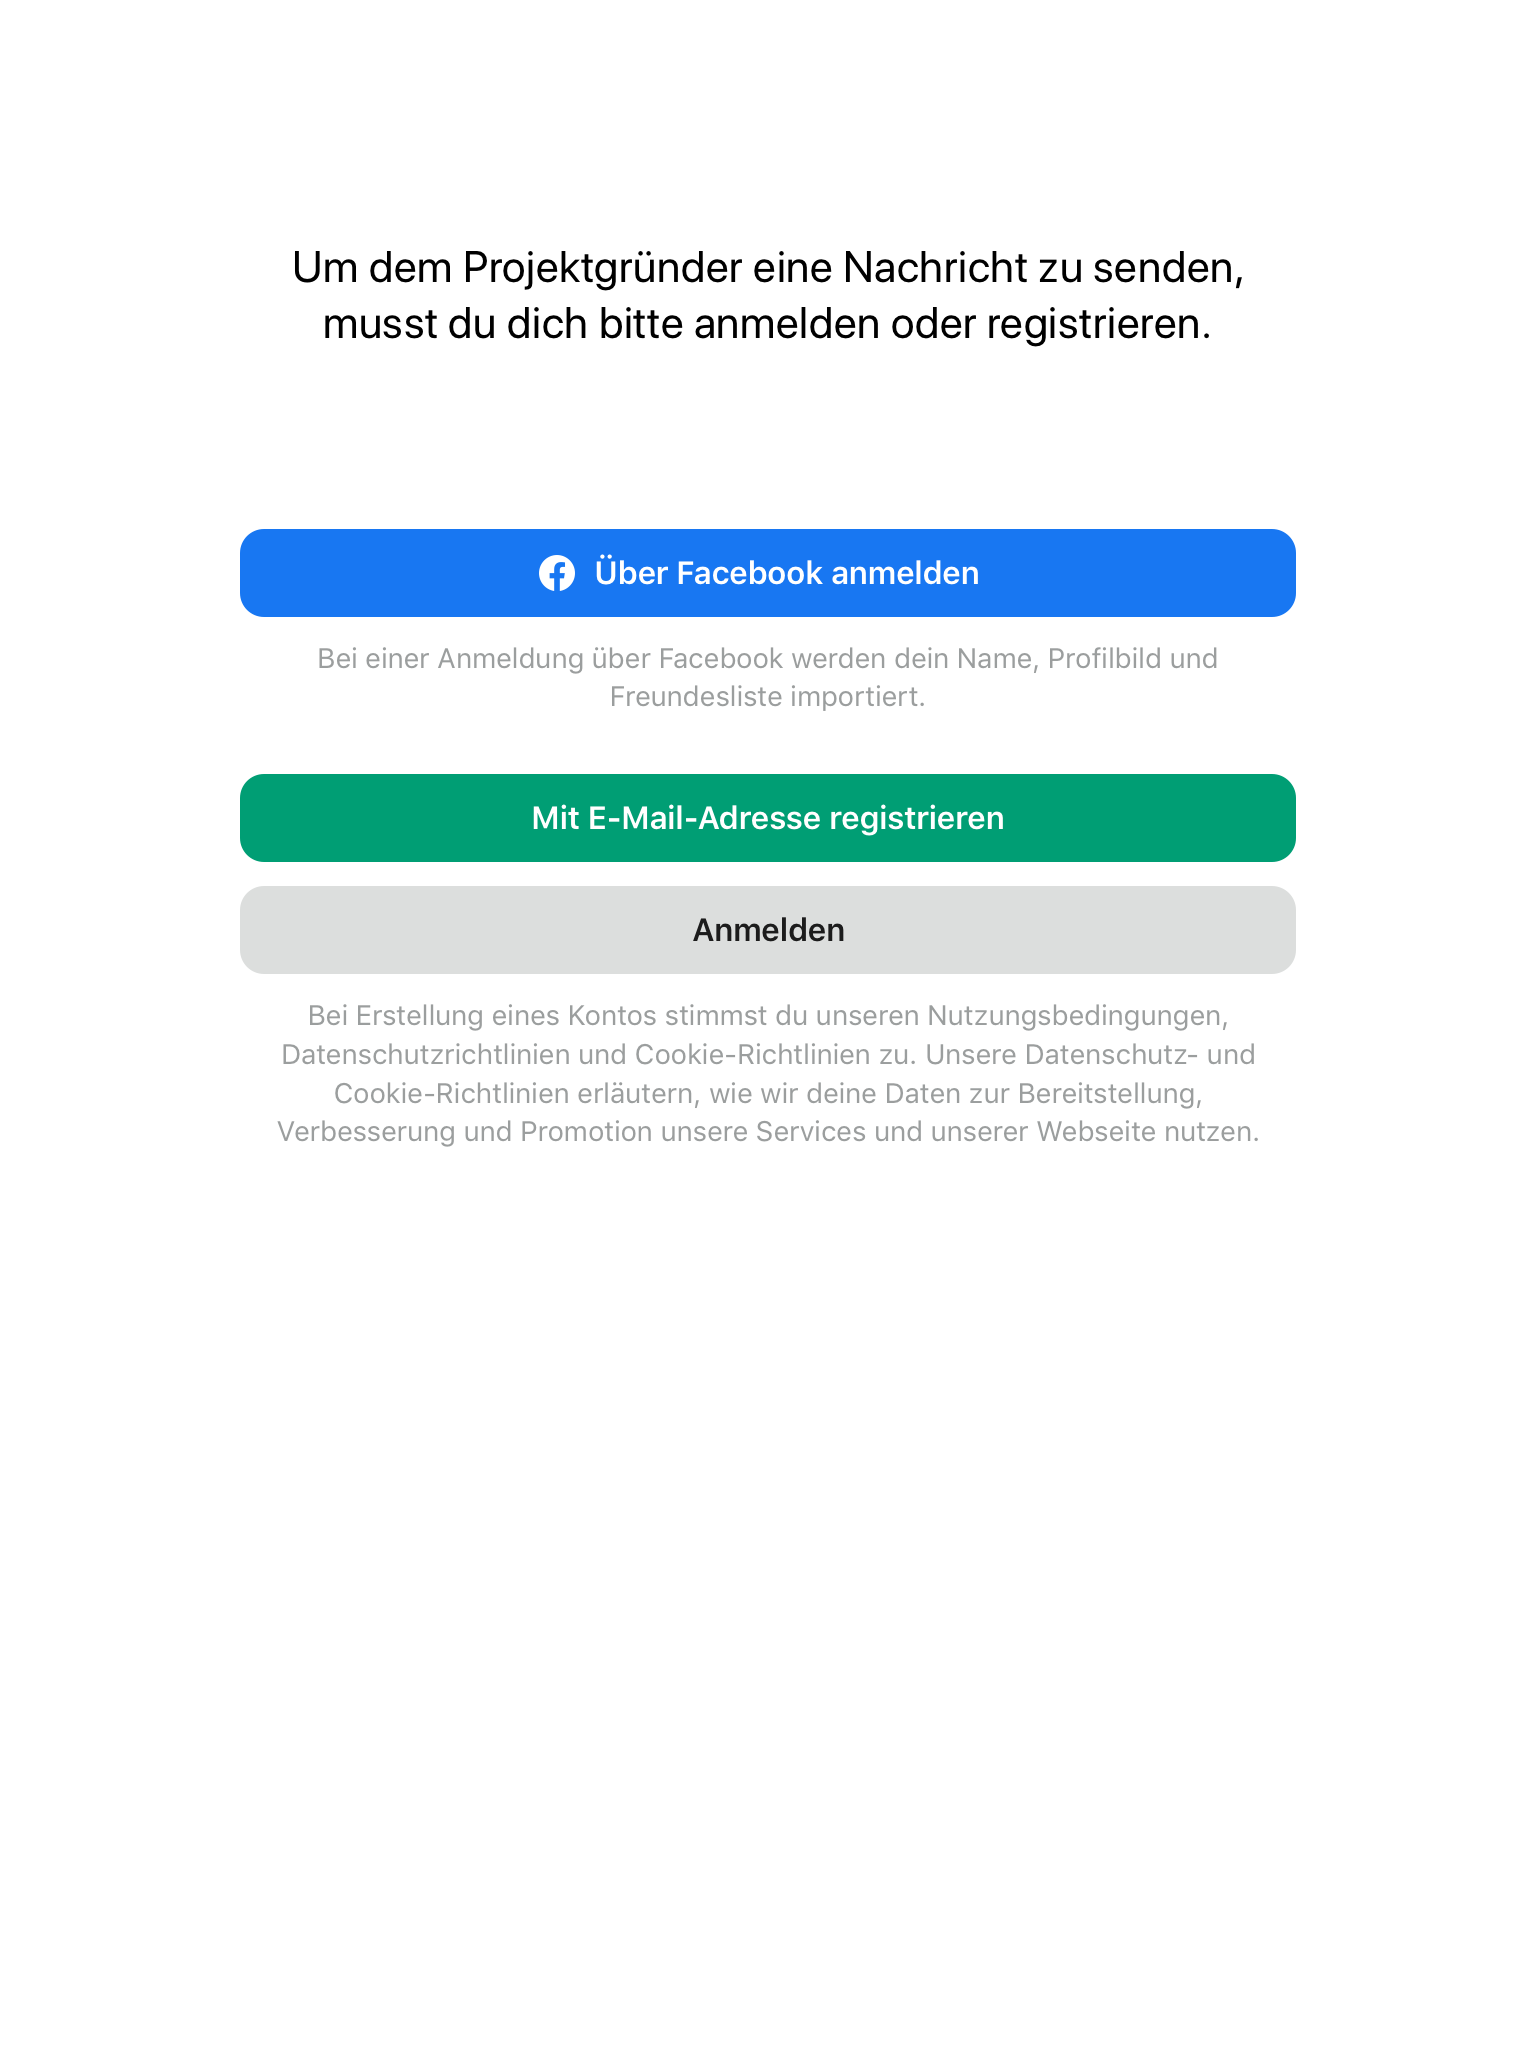 Um dem Projektgründer eine Nachricht zu senden,
musst du dich bitte anmelden oder registrieren.
Über Facebook anmelden
Bei einer Anmeldung über Facebook werden dein Name, Profilbild und
Freundesliste importiert.
Mit E-Mail-Adresse registrieren
Anmelden
Bei Erstellung eines Kontos stimmst du unseren Nutzungsbedingungen,
Datenschutzrichtlinien und Cookie-Richtlinien zu. Unsere Datenschutz- und
Cookie-Richtlinien erläutern, wie wir deine Daten zur Bereitstellung,
Verbesserung und Promotion unsere Services und unserer Webseite nutzen.